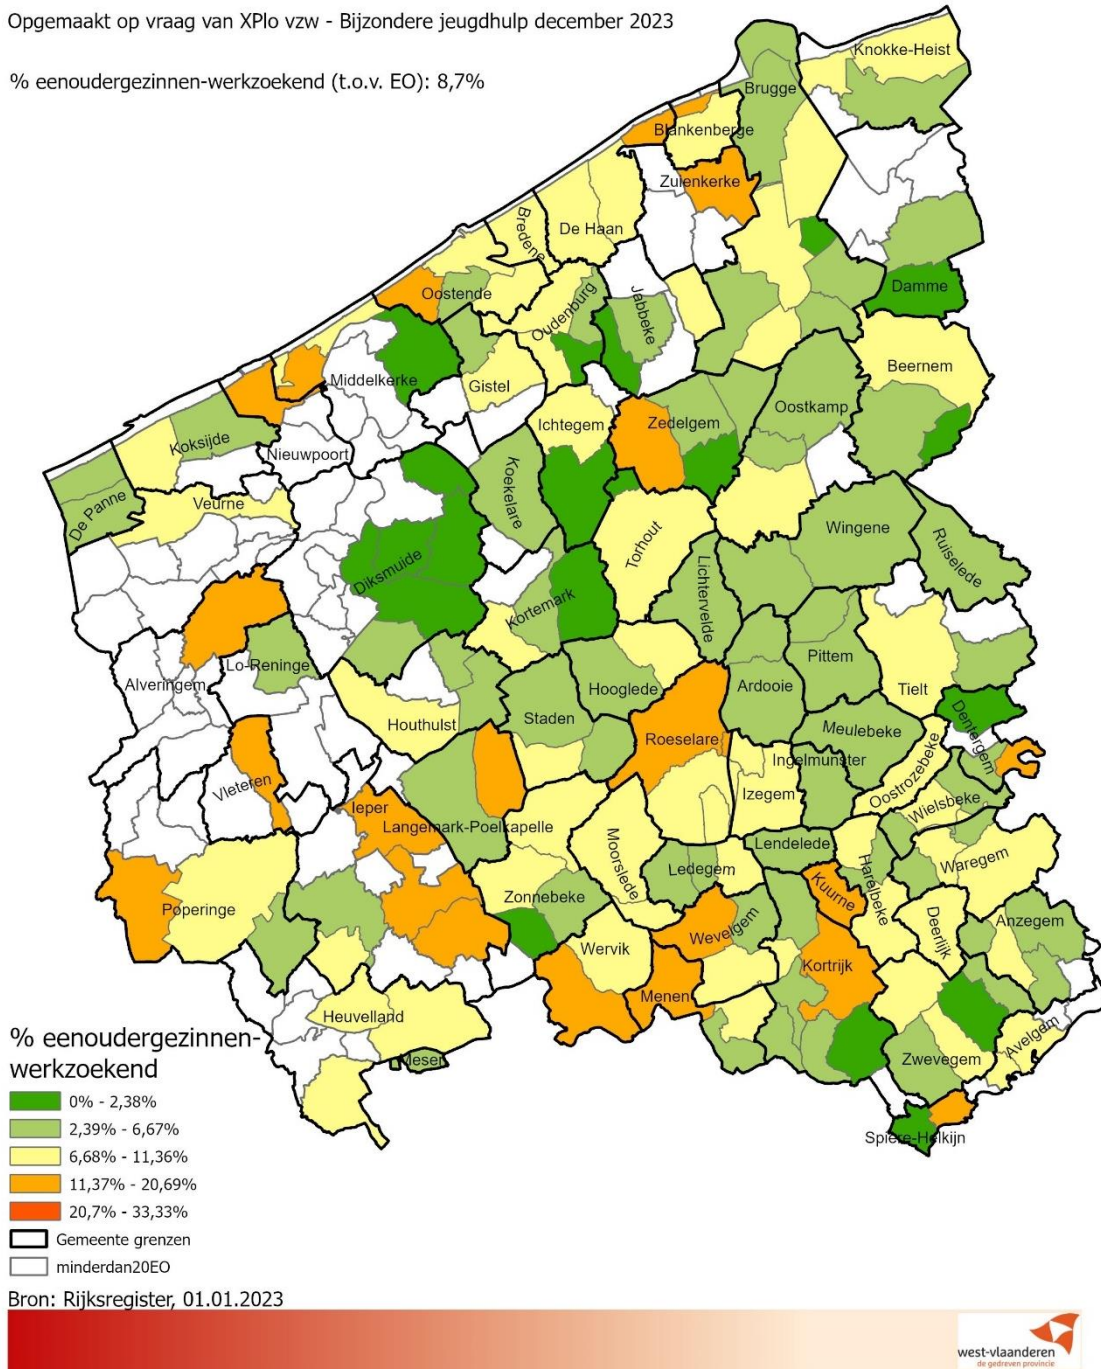 Opgemaakt op vraag van XPlo vzw - Bijzondere jeugdhulp december 2023
% eenoudergezinnen-werkzoekend (t.o.v. EO): 8,7%
Knokke-Heist
Brugge
Blankenberge
Zuienkerke
De Haan
Bredene
Oostende
Oudenburg
Jabbeke
Damme
Middelkerke
Gistel
Beernem
Ichtegem
Zedelgem
Oostkamp
Koksijde
Nieuwpoort
Koekelare
De Panne
Veurne
Torhout
Wingene
Ruiselede
Diksmuide
Kortemark
Lichtervelde
Lo-Reninge
Alveringem
Pittem
Hooglede
Ardooie
Tielt
Houthulst
Staden
Roeselare
Meulebeke
Dentergem
Ingelmunster
Vleteren
Izegem
Oostrozebeke
Wielsbeke
Ieper
Langemark-Poelkapelle
Moorslede
Lendelede
Ledegem
Harelbeke
Waregem
Poperinge
Zonnebeke
Kuurne
Deerlijk
Anzegem
Wervik
Wevelgem
Kortrijk
Menen
Heuvelland
Mesen
Zwevegem
Avelgem
Spiere-Helkijn
% eenoudergezinnen-
werkzoekend
0% - 2,38%
2,39% - 6,67%
6,68% - 11,36%
11,37% - 20,69%
20,7% - 33,33%
Gemeente grenzen
minderdan20EO
Bron: Rijksregister, 01.01.2023
west-vlaanderen
de gedreven provincie